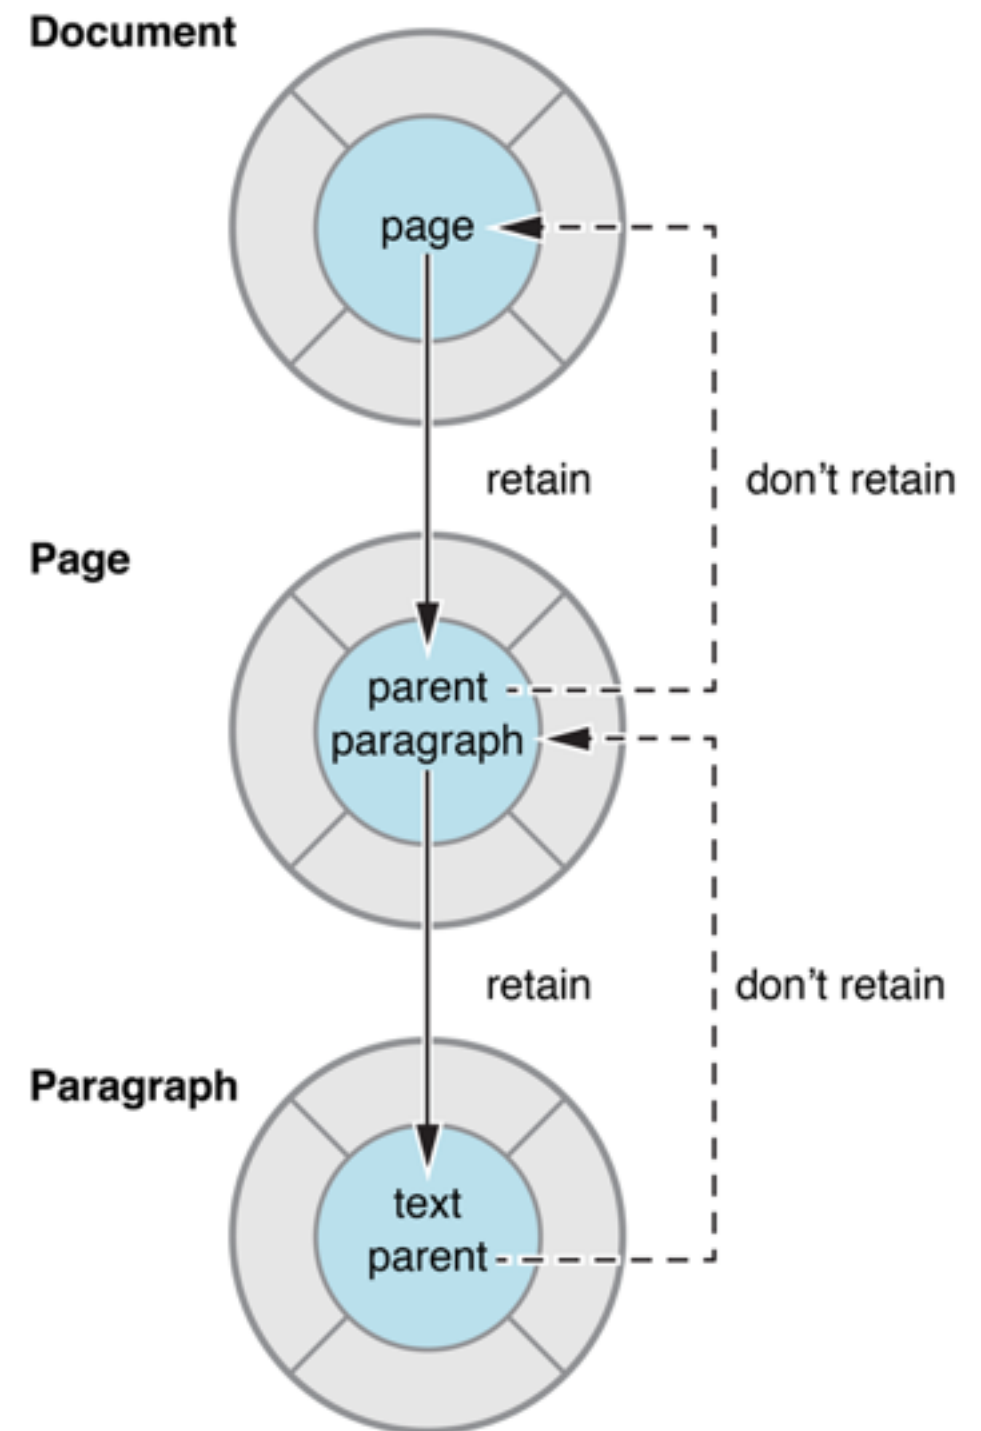 Document
page
retain
don't retain
Page
parent
paragraph
retain
don't retain
Paragraph
text
parent